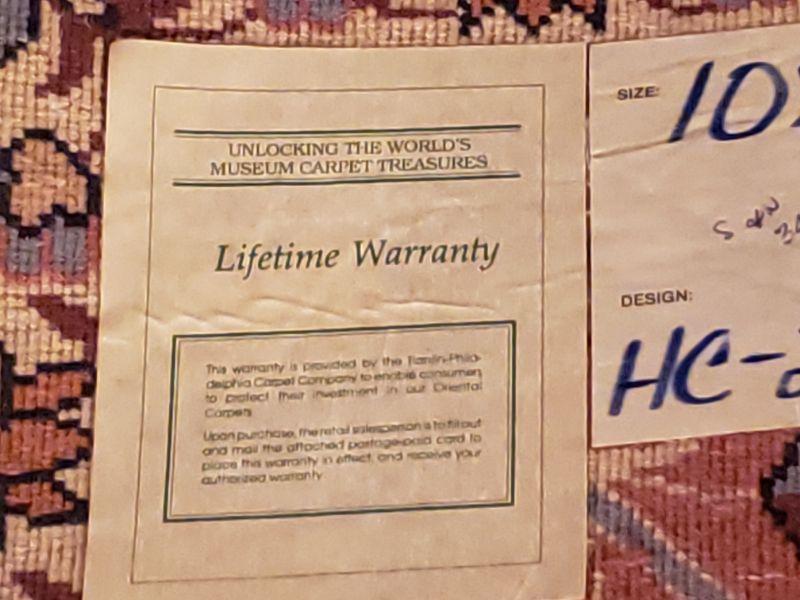 UNLOCKING THE WORLD'S
MUSEUM CARPET TREASURES
Lifetime Warranty
This warranty is provided by the Tianjin-Phila-
delphia Carpet Company to enable consumers
to protect their investment in our Oriental
Carpets.
Upon purchase, the retail salesperson is to fill out
and mail the attached postage-paid card to
place this warranty in effect, and receive your
authorized warranty.
SIZE: 10
DESIGN:
HC-